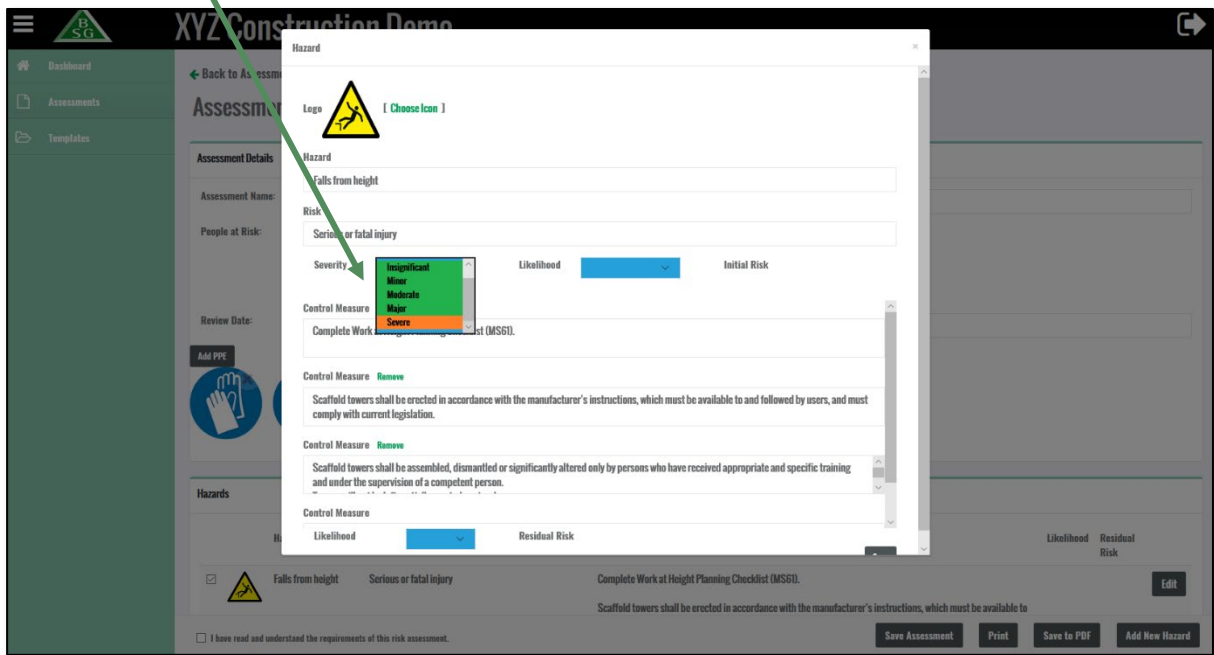 BSG
XYZ Construction Demo
Dashboard
Assessments
Templates
Back to Assessm
Assessmen
Assessment Details
Assessment Name:
People at Risk:
Review Date:
Add PPE
Hazards
Hazard
×
Logo
[ Choose Icon ]
Hazard
Falls from height
Risk
Serious or fatal injury
Severity
Insignificant
Minor
Moderate
Major
Severe
Likelihood
Initial Risk
Control Measure
Complete Work st (MS61).
Control Measure Remove
Scaffold towers shall be erected in accordance with the manufacturer's instructions, which must be available to and followed by users, and must
comply with current legislation.
Control Measure Remove
Scaffold towers shall be assembled, dismantled or significantly altered only by persons who have received appropriate and specific training
and under the supervision of a competent person.
Control Measure
Likelihood
Residual Risk
Likelihood Residual
Risk
Falls from height Serious or fatal injury Complete Work at Height Planning Checklist (MS61).
Edit
Scaffold towers shall be erected in accordance with the manufacturer's instructions, which must be available to
I have read and understand the requirements of this risk assessment.
Save Assessment Print Save to PDF Add New Hazard